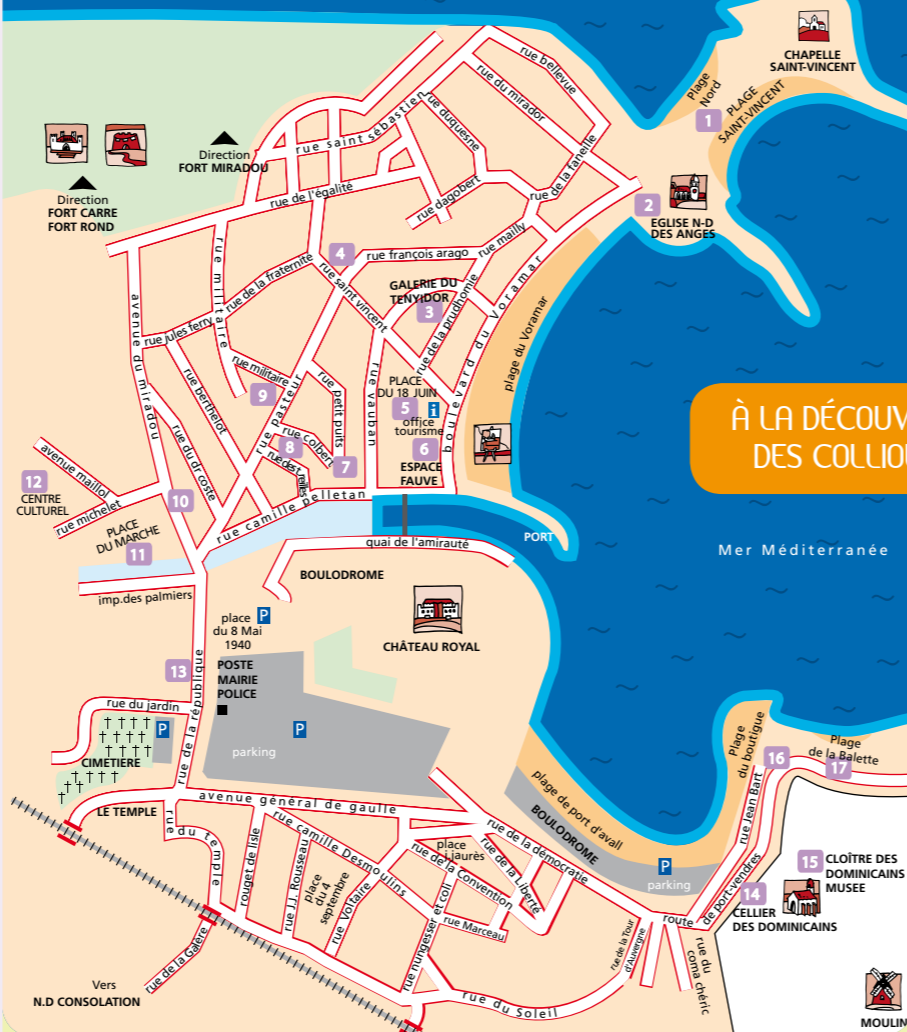 CHAPELLE
SAINT-VINCENT
Plage
Nord
PLAGE
SAINT-VINCENT
1
rue bellevue
rue du mirador
rue duquesne
rue saint sébastien
Direction
FORT MIRADOU
Direction
FORT CARRE
FORT ROND
rue de l'égalité
rue dagobert
rue de la faneille
2
EGLISE N-D
DES ANGES
4
rue françois arago
rue mailly
rue militaire
rue de la fraternité
rue saint vincent
GALERIE DU
TENYIDOR
3
rue de la prudhomie
boulevard du Voramar
plage du Voramar
avenue du miradou
rue jules ferry
rue berthelot
rue militaire
9
rue pasteur
rue petit puits
rue vauban
PLACE
DU 18 JUIN
5
i
office
tourisme
6
ESPACE
FAUVE
À LA DÉCOUV
DES COLLIOU
rue colbert
8
7
rue du dr coste
12
CENTRE
CULTUREL
avenue maillol
rue michelet
10
PLACE
DU MARCHE
11
rue camille pelletan
PORT
quai de l'amirauté
Mer Méditerranée
imp.des palmiers
BOULODROME
place
du 8 Mai
1940
P
CHÂTEAU ROYAL
13
POSTE
MAIRIE
POLICE
rue de la république
rue du jardin
P
P
parking
CIMETIERE
LE TEMPLE
avenue général de gaulle
rue du temple
rouget de lisle
rue J.J. Rousseau
rue camille Desmoulins
place
du 4
septembre
rue Voltaire
place
j.jaurès
rue de la Convention
rue de la Liberté
rue de la démocratie
rue nungesser et coli
rue Marceau
plage de port d'avall
BOULODROME
P
parking
Plage
du boutigue
16
Plage
de la Balette
17
rue Jean Bart
route de port-vendres
15
CLOÎTRE DES
DOMINICAINS
MUSEE
14
CELLIER
DES DOMINICAINS
rue de la Tour
d'Auvergne
rue du
coma chéric
rue du Soleil
rue de la Galère
Vers
N.D CONSOLATION
MOULIN